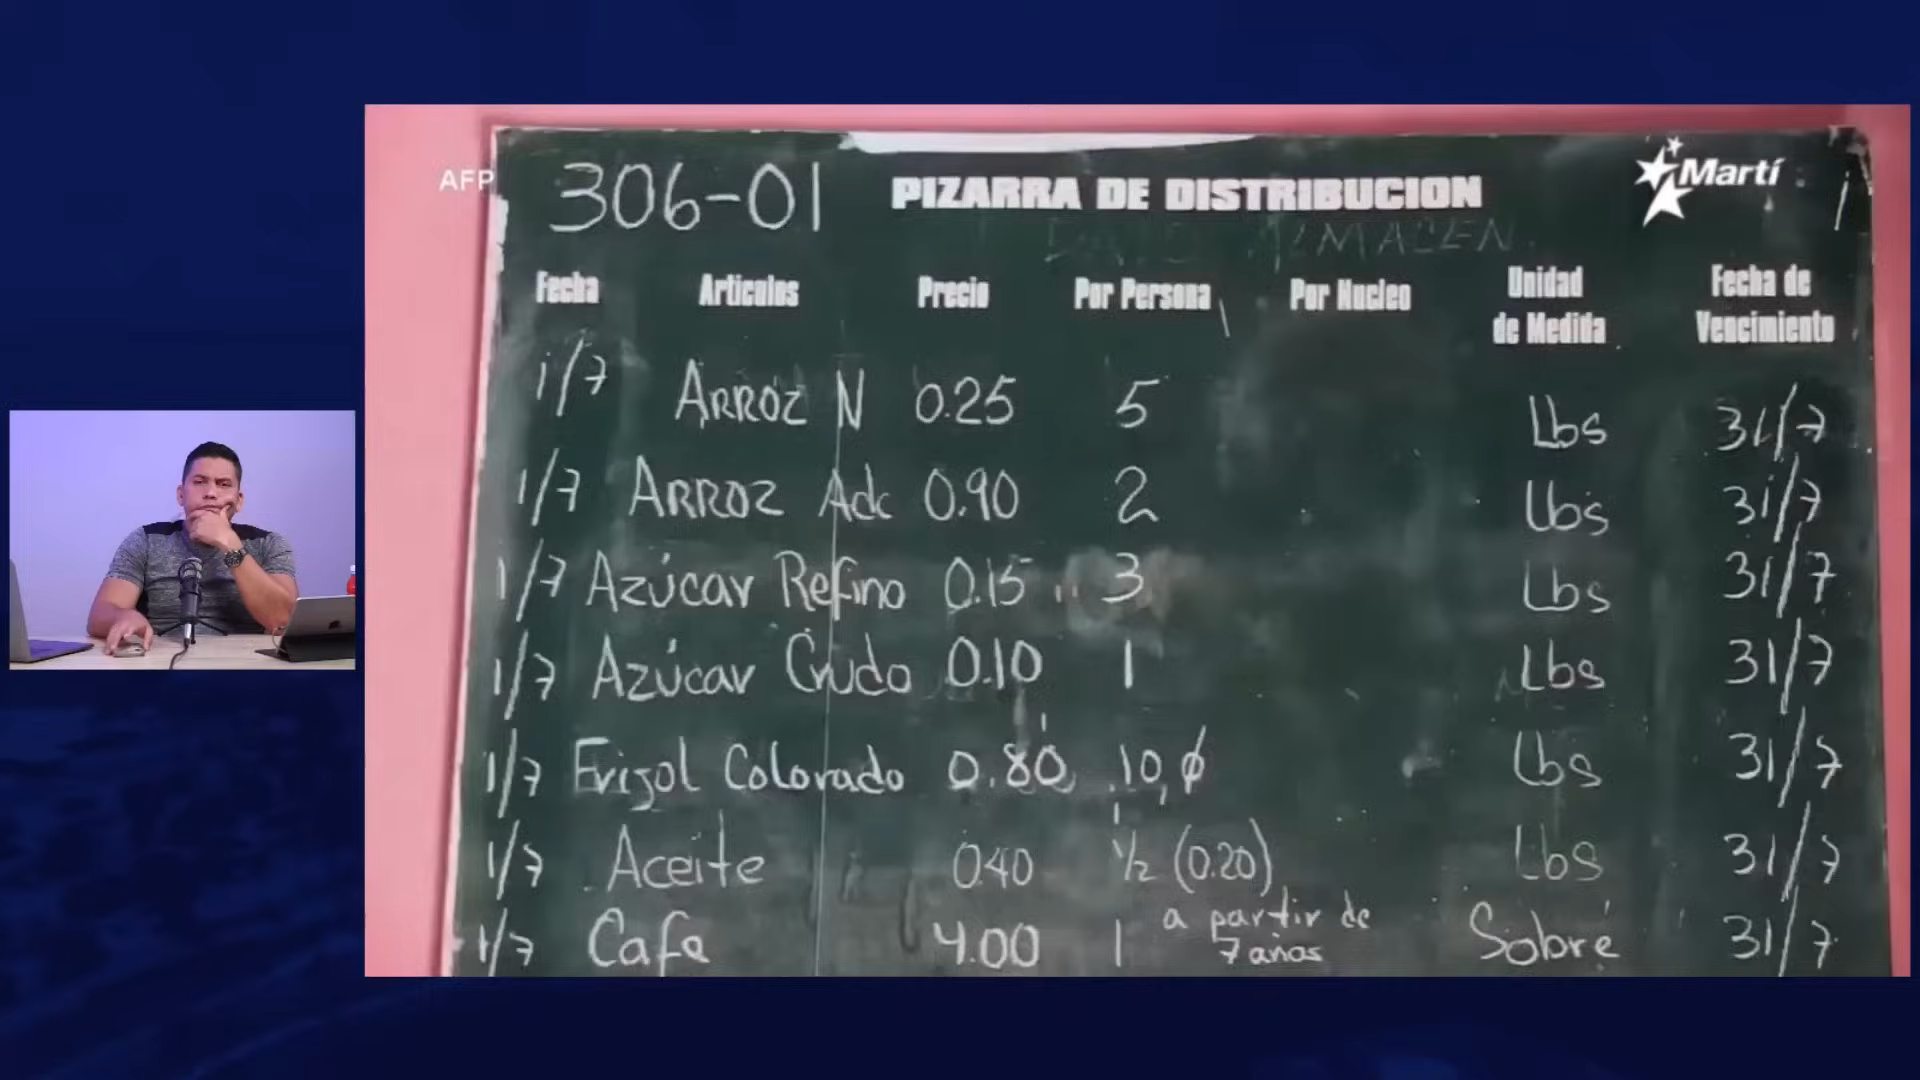 AFP
306-01 PIZARRA DE DISTRIBUCION Martí
ALMACEN
Fecha Articulos Precio Por Persona Por Nucleo Unidad de Medida Fecha de Vencimiento
1/7 ARROZ N 0.25 5 Lbs 31/7
1/7 ARROZ Adc 0.90 2 Lbs 31/7
1/7 Azúcar Refino 0.15 3 Lbs 31/7
1/7 Azúcar Crudo 0.10 1 Lbs 31/7
1/7 Colorado 0.80 Lbs 31/7
1/7 Aceite 0.40 1/2 (0.20) Lbs 31/7
1/7 Cafe 4.00 1 a partir de 7 años Sobre 31/7